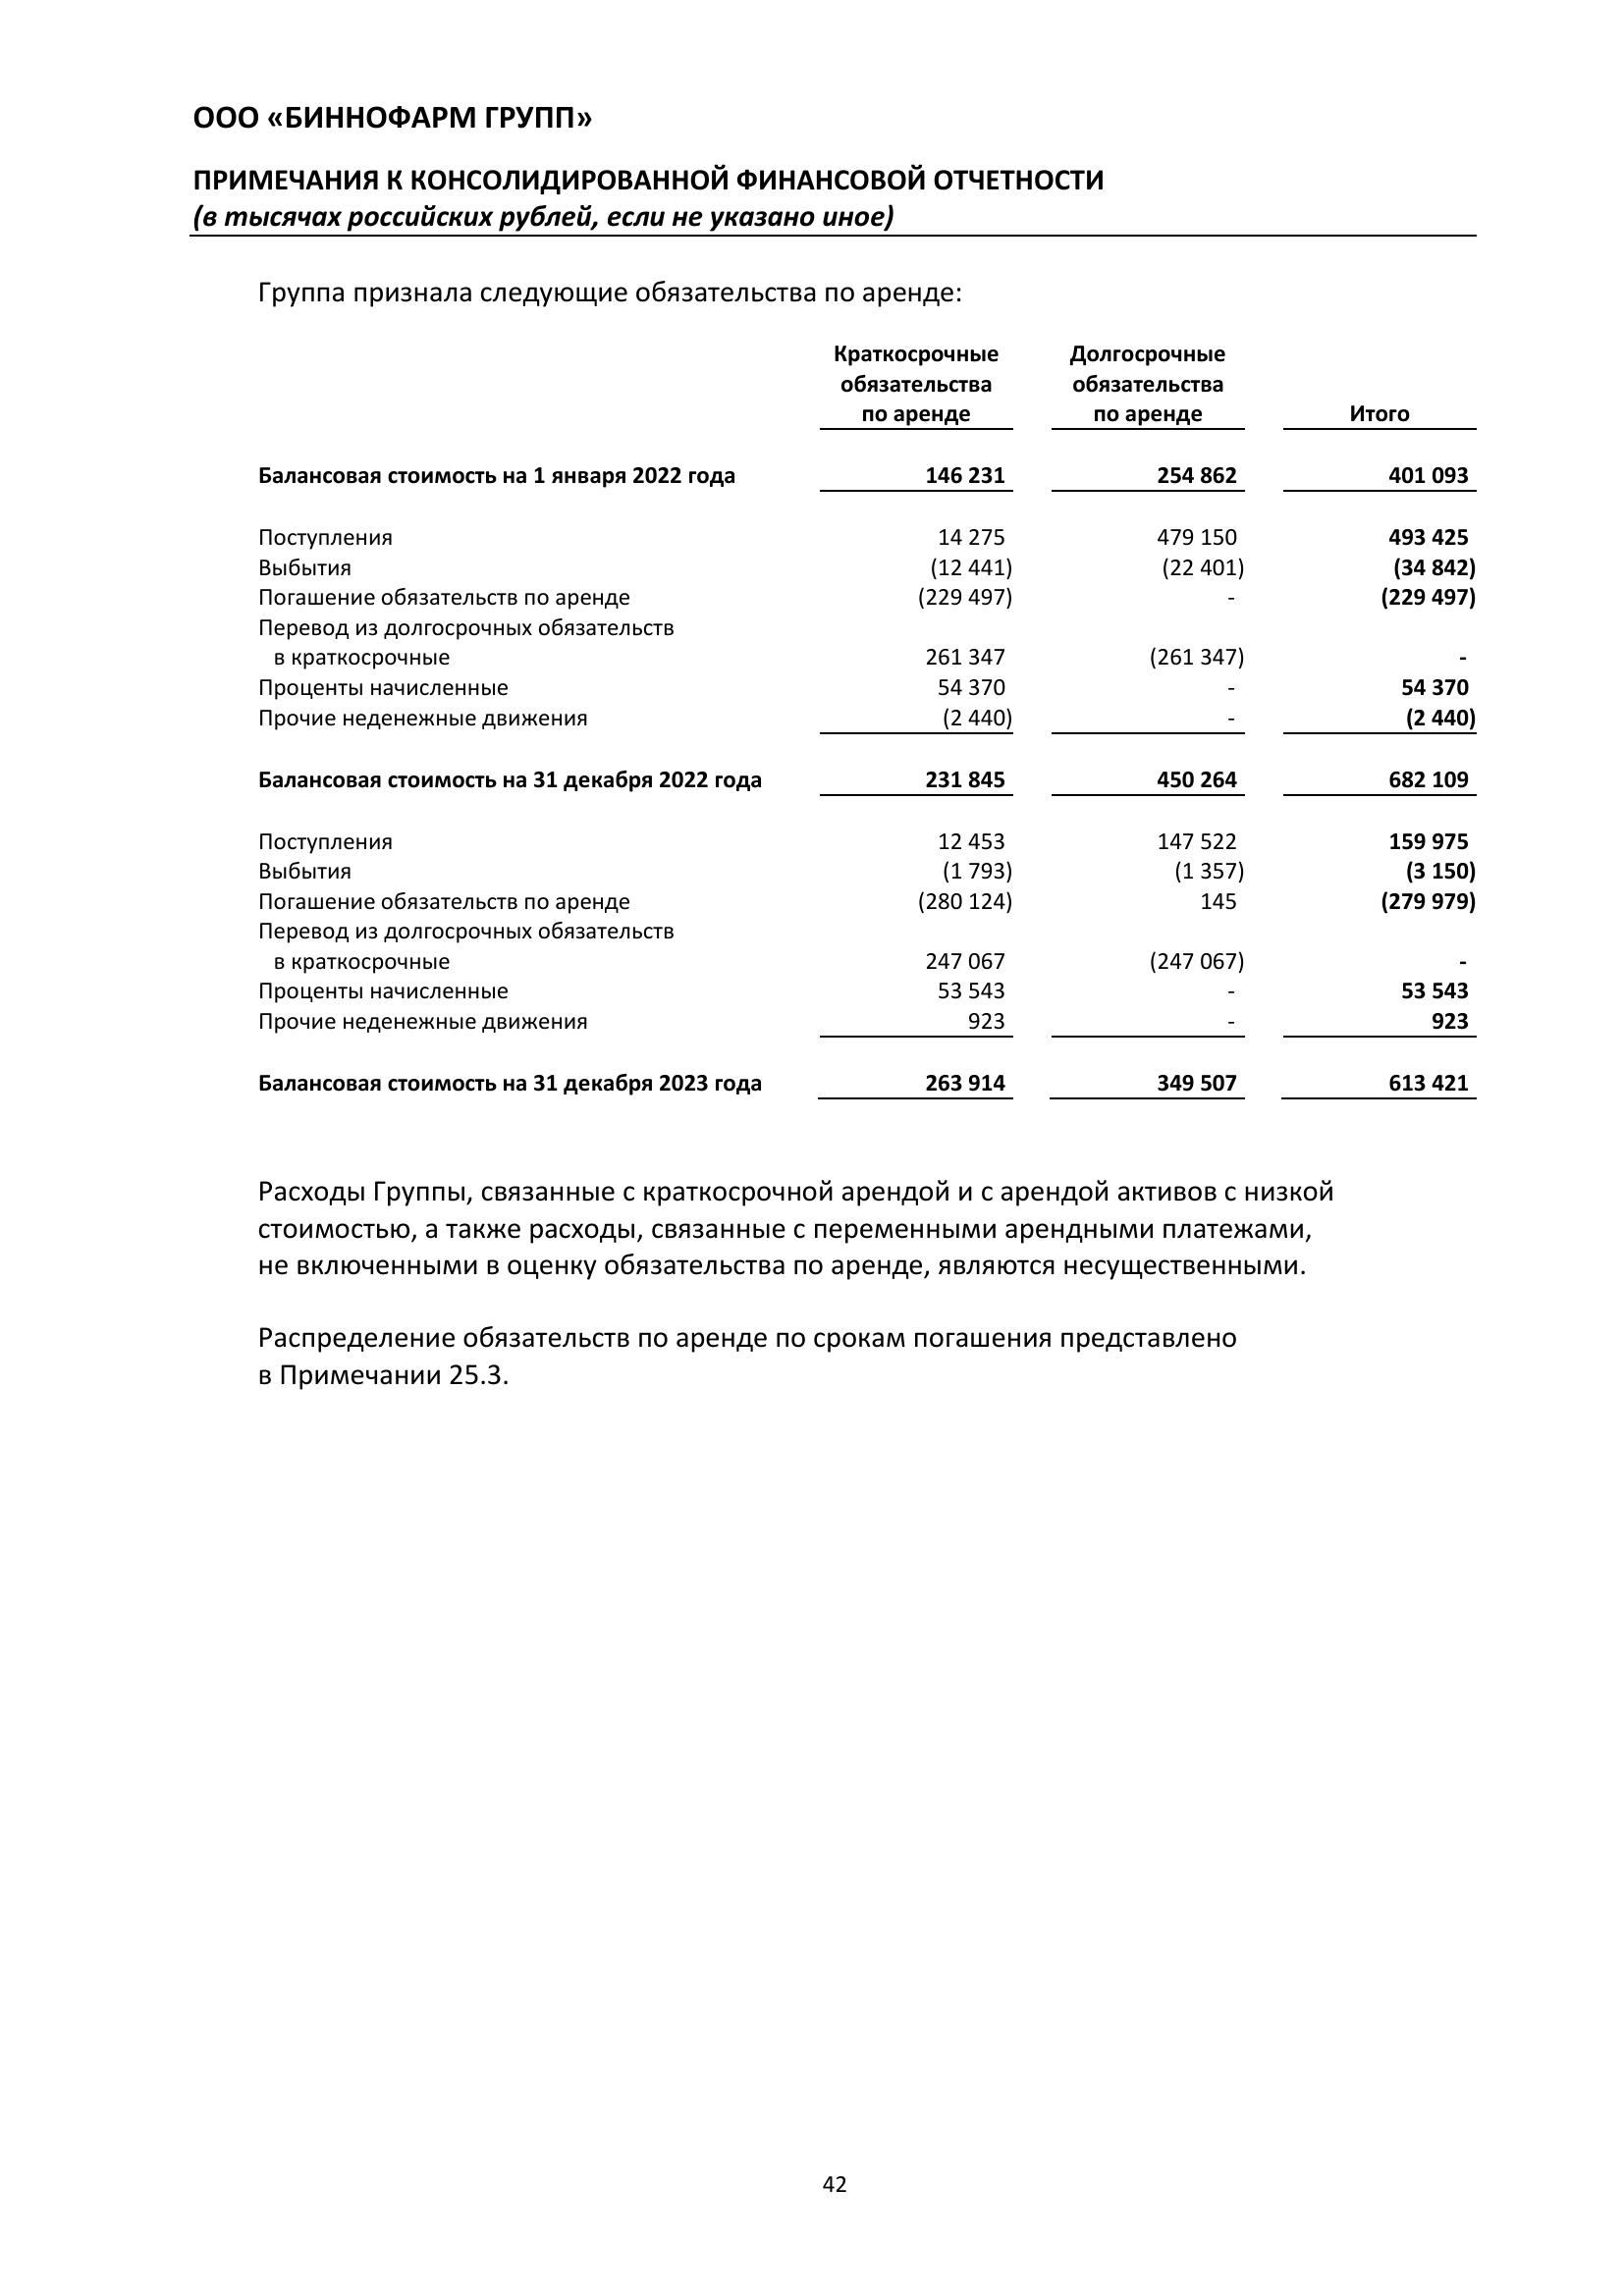 ООО «БИННОФАРМ ГРУПП»
ПРИМЕЧАНИЯ К КОНСОЛИДИРОВАННОЙ ФИНАНСОВОЙ ОТЧЕТНОСТИ
(в тысячах российских рублей, если не указано иное)
Группа признала следующие обязательства по аренде:
Краткосрочные Долгосрочные
обязательства обязательства
по аренде по аренде Итого
Балансовая стоимость на 1 января 2022 года 146 231 254 862 401 093
Поступления 14 275 479 150 493 425
Выбытия (12 441) (22 401) (34 842)
Погашение обязательств по аренде (229 497) - (229 497)
Перевод из долгосрочных обязательств
в краткосрочные 261 347 (261 347) -
Проценты начисленные 54 370 - 54 370
Прочие неденежные движения (2 440) - (2 440)
Балансовая стоимость на 31 декабря 2022 года 231 845 450 264 682 109
Поступления 12 453 147 522 159 975
Выбытия (1 793) (1 357) (3 150)
Погашение обязательств по аренде (280 124) 145 (279 979)
Перевод из долгосрочных обязательств
в краткосрочные 247 067 (247 067) -
Проценты начисленные 53 543 - 53 543
Прочие неденежные движения 923 - 923
Балансовая стоимость на 31 декабря 2023 года 263 914 349 507 613 421
Расходы Группы, связанные с краткосрочной арендой и с арендой активов с низкой
стоимостью, а также расходы, связанные с переменными арендными платежами,
не включенными в оценку обязательства по аренде, являются несущественными.
Распределение обязательств по аренде по срокам погашения представлено
в Примечании 25.3.
42